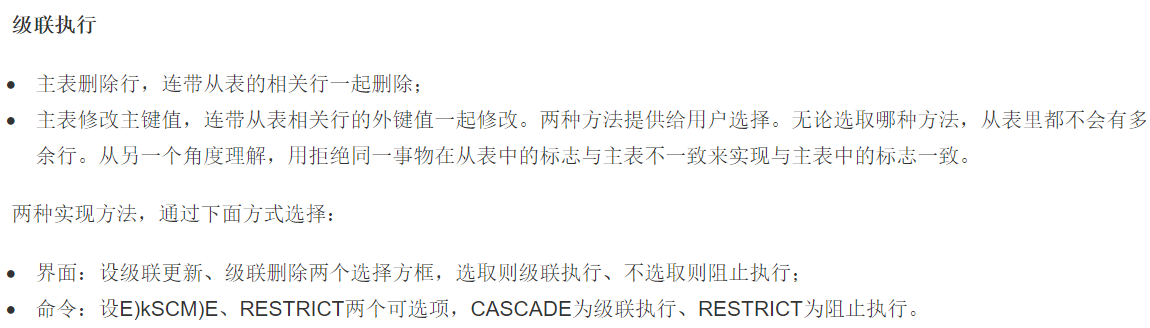 级联执行
主表删除行，连带从表的相关行一起删除；
主表修改主键值，连带从表相关行的外键值一起修改。两种方法提供给用户选择。无论选取哪种方法，从表里都不会有多
余行。从另一个角度理解，用拒绝同一事物在从表中的标志与主表不一致来实现与主表中的标志一致。
两种实现方法，通过下面方式选择：
界面：设级联更新、级联删除两个选择方框，选取则级联执行、不选取则阻止执行；
命令：设E)kSCM)E、RESTRICT两个可选项，CASCADE为级联执行、RESTRICT为阻止执行。